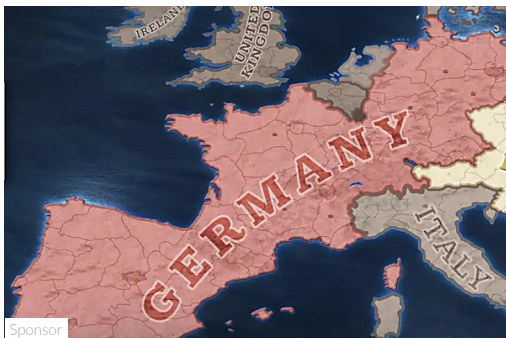 IRELAND
UNITED
KINGDOM
GERMANY
ITALY
Sponsor